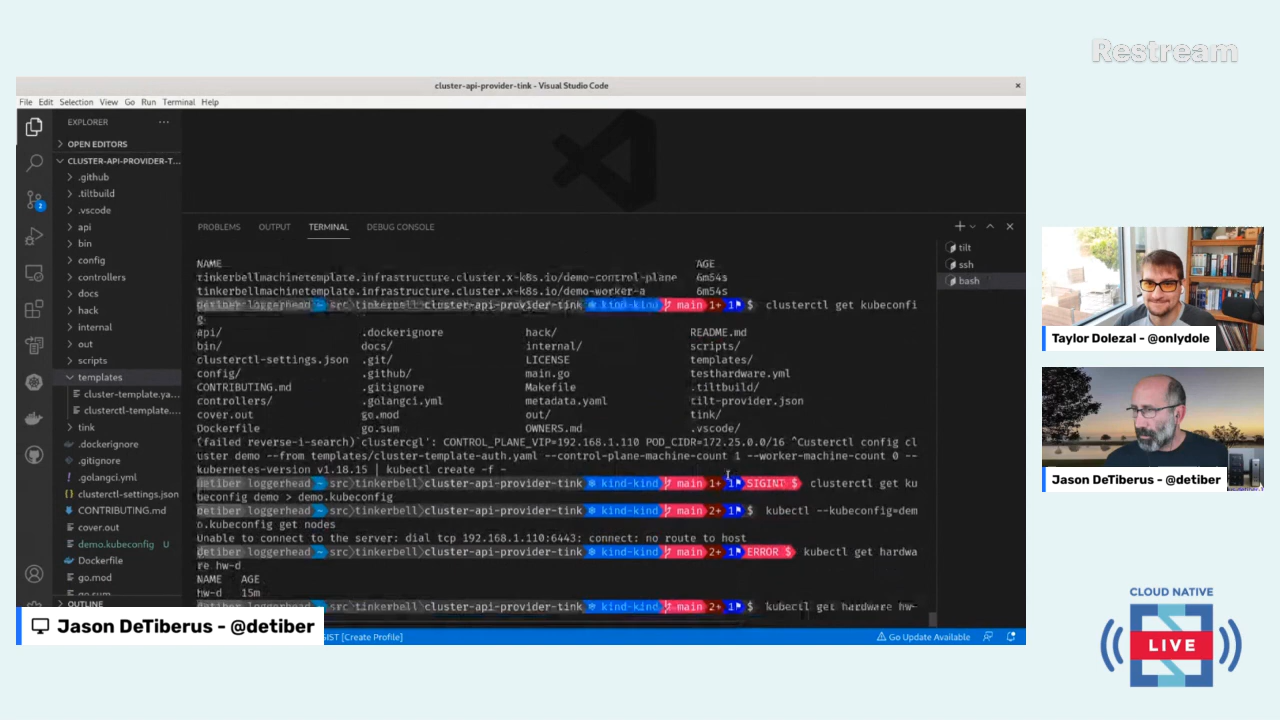 Restream
cluster-api-provider-tink - Visual Studio Code
File Edit Selection View Go Run Terminal Help
EXPLORER
OPEN EDITORS
CLUSTER-API-PROVIDER-T...
.github
.tiltbuild
.vscode
api
bin
config
controllers
docs
hack
internal
out
scripts
templates
cluster-template.ya...
clusterctl-template....
tink
.dockerignore
.gitignore
.golangci.yml
clusterctl-settings.json
CONTRIBUTING.md
cover.out
demo.kubeconfig U
Dockerfile
go.mod
go.sum
OUTLINE
PROBLEMS OUTPUT TERMINAL DEBUG CONSOLE
tilt
ssh
bash
NAME AGE
tinkerbellmachinetemplate.infrastructure.cluster.x-k8s.io/demo-control-plane 6m54s
tinkerbellmachinetemplate.infrastructure.cluster.x-k8s.io/demo-worker-a 6m54s
detiber loggerhead ~ src tinkerbell cluster-api-provider-tink kind-kind main 1+ 1 $ clusterctl get kubeconfi
g
api/ .dockerignore hack/ README.md
bin/ docs/ internal/ scripts/
clusterctl-settings.json .git/ LICENSE templates/
config/ .github/ main.go testhardware.yml
CONTRIBUTING.md .gitignore Makefile .tiltbuild/
controllers/ .golangci.yml metadata.yaml tilt-provider.json
cover.out go.mod out/ tink/
Dockerfile go.sum OWNERS.md .vscode/
(failed reverse-i-search)`clustercgl': CONTROL_PLANE_VIP=192.168.1.110 POD_CIDR=172.25.0.0/16 ^Custerctl config cl
uster demo --from templates/cluster-template-auth.yaml --control-plane-machine-count 1 --worker-machine-count 0 --
kubernetes-version v1.18.15 | kubectl create -f -
detiber loggerhead ~ src tinkerbell cluster-api-provider-tink kind-kind main 1+ 1 SIGINT $ clusterctl get ku
beconfig demo > demo.kubeconfig
detiber loggerhead ~ src tinkerbell cluster-api-provider-tink kind-kind main 2+ 1 $ kubectl --kubeconfig=dem
o.kubeconfig get nodes
Unable to connect to the server: dial tcp 192.168.1.110:6443: connect: no route to host
detiber loggerhead ~ src tinkerbell cluster-api-provider-tink kind-kind main 2+ 1 ERROR $ kubectl get hardwa
re hw-d
NAME AGE
hw-d 15m
detiber loggerhead ~ src tinkerbell cluster-api-provider-tink kind-kind main 2+ 1 $ kubectl get hardware hw-
GIST [Create Profile]
Go Update Available
Jason DeTiberus - @detiber
Taylor Dolezal - @onlydole
Jason DeTiberus - @detiber
CLOUD NATIVE
LIVE